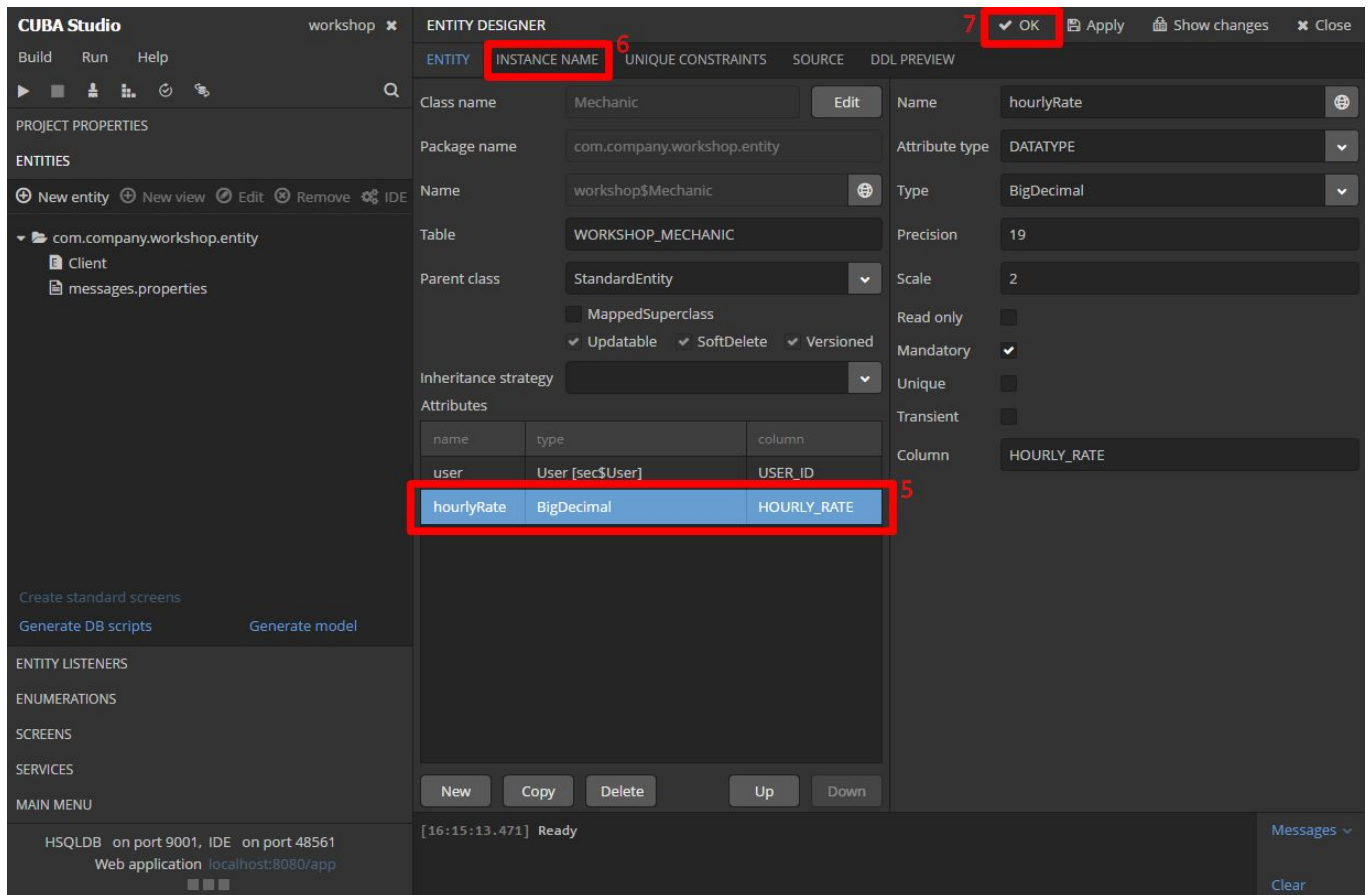 CUBA Studio
workshop
Build Run Help
PROJECT PROPERTIES
ENTITIES
New entity New view Edit Remove IDE
com.company.workshop.entity
Client
messages.properties
Create standard screens
Generate DB scripts Generate model
ENTITY LISTENERS
ENUMERATIONS
SCREENS
SERVICES
MAIN MENU
HSQLDB on port 9001, IDE on port 48561
Web application localhost:8080/app
ENTITY DESIGNER
7
OK Apply Show changes Close
6
ENTITY INSTANCE NAME UNIQUE CONSTRAINTS SOURCE DDL PREVIEW
Class name Mechanic Edit
Package name com.company.workshop.entity
Name workshop$Mechanic
Table WORKSHOP_MECHANIC
Parent class StandardEntity
MappedSuperclass
Updatable SoftDelete Versioned
Inheritance strategy
Attributes
name type column
user User [sec$User] USER_ID
hourlyRate BigDecimal HOURLY_RATE
5
New Copy Delete Up Down
Name hourlyRate
Attribute type DATATYPE
Type BigDecimal
Precision 19
Scale 2
Read only
Mandatory
Unique
Transient
Column HOURLY_RATE
[16:15:13.471] Ready
Messages
Clear